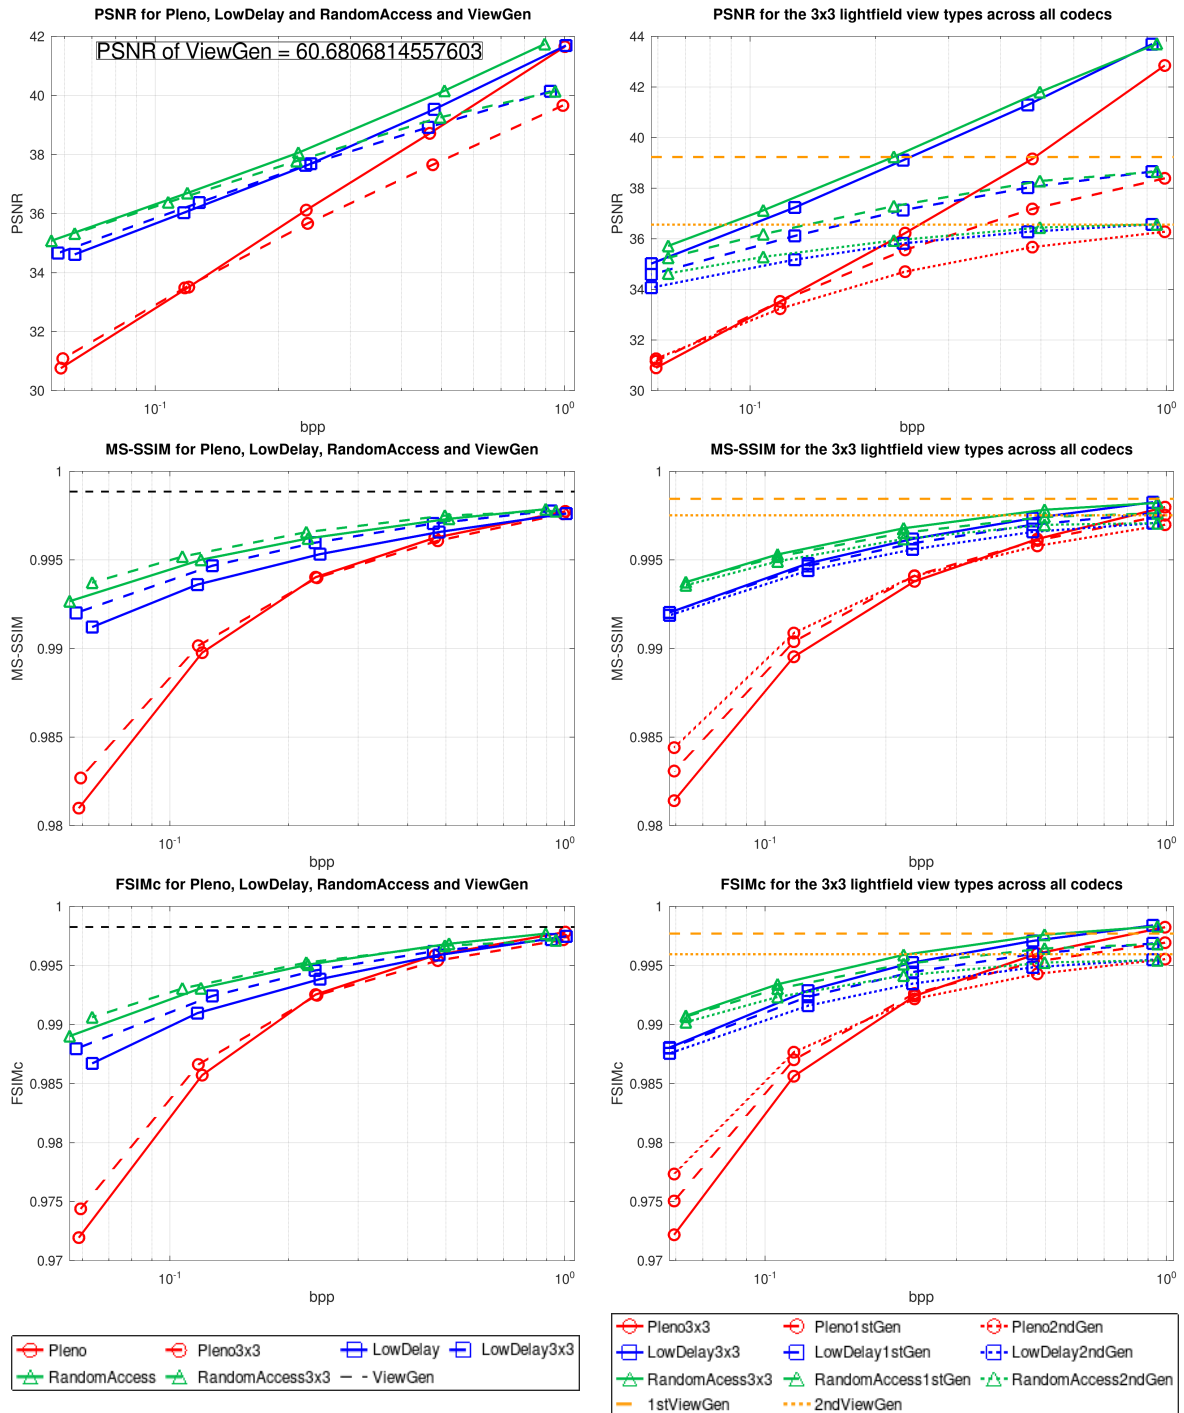 PSNR for Pleno, LowDelay and RandomAccess and ViewGen
PSNR of ViewGen = 60.6806814557603
42
40
38
36
34
32
30
PSNR
10-1
100
bpp
PSNR for the 3x3 lightfield view types across all codecs
44
42
40
38
36
34
32
30
PSNR
10-1
100
bpp
MS-SSIM for Pleno, LowDelay, RandomAccess and ViewGen
1
0.995
0.99
0.985
0.98
MS-SSIM
10-1
100
bpp
MS-SSIM for the 3x3 lightfield view types across all codecs
1
0.995
0.99
0.985
0.98
MS-SSIM
10-1
100
bpp
FSIMc for Pleno, LowDelay, RandomAccess and ViewGen
1
0.995
0.99
0.985
0.98
0.975
0.97
FSIMc
10-1
100
bpp
FSIMc for the 3x3 lightfield view types across all codecs
1
0.995
0.99
0.985
0.98
0.975
0.97
FSIMc
10-1
100
bpp
Pleno Pleno3x3 LowDelay LowDelay3x3
RandomAccess RandomAccess3x3 ViewGen
Pleno3x3 Pleno1stGen Pleno2ndGen
LowDelay3x3 LowDelay1stGen LowDelay2ndGen
RandomAcess3x3 RandomAccess1stGen RandomAccess2ndGen
1stViewGen 2ndViewGen